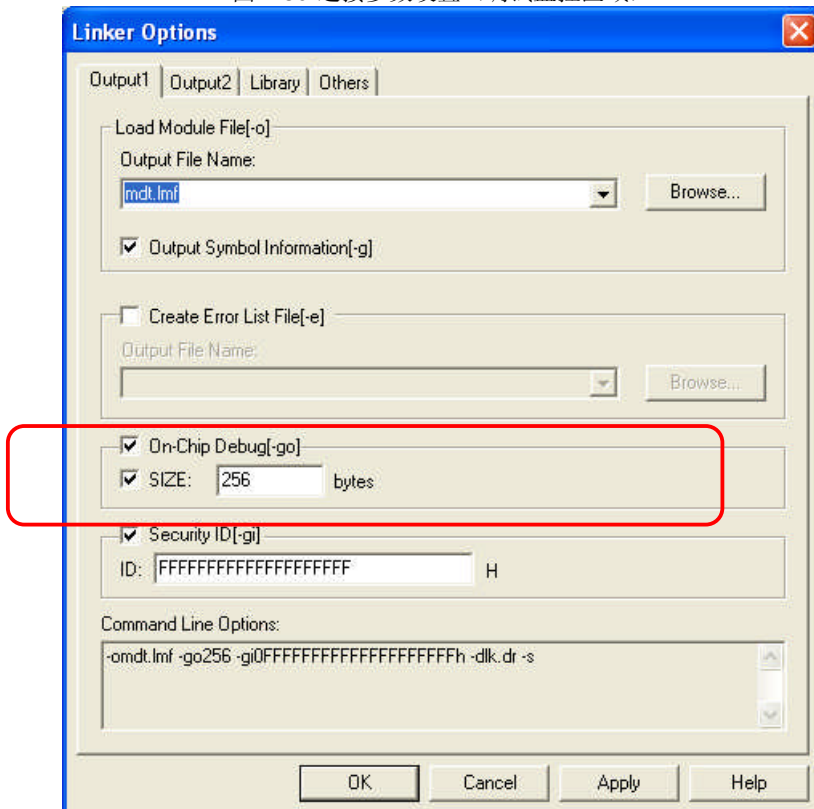 Linker Options
Output1 Output2 Library Others
Load Module File[-o]
Output File Name:
mdt.lmf
Browse...
Output Symbol Information[-g]
Create Error List File[-e]
Output File Name:
Browse...
On-Chip Debug[-go]
SIZE: 256 bytes
Security ID[-gi]
ID: FFFFFFFFFFFFFFFFFFFF H
Command Line Options:
-omdt.lmf -go256 -gi0FFFFFFFFFFFFFFFFFFFFh -dlk.dr -s
OK Cancel Apply Help